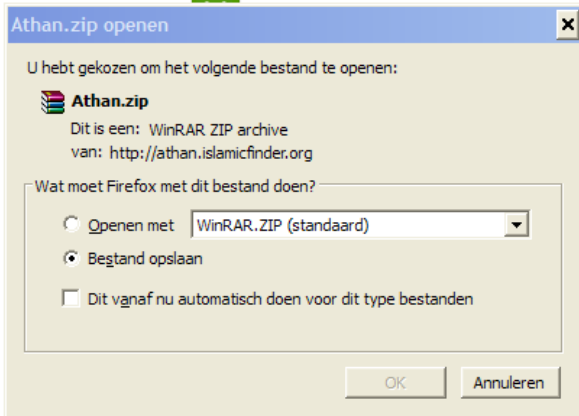 Athan.zip openen
U hebt gekozen om het volgende bestand te openen:
Athan.zip
Dit is een: WinRAR ZIP archive
van: http://athan.islamicfinder.org
Wat moet Firefox met dit bestand doen?
Openen met WinRAR.ZIP (standaard)
Bestand opslaan
Dit vanaf nu automatisch doen voor dit type bestanden
OK Annuleren